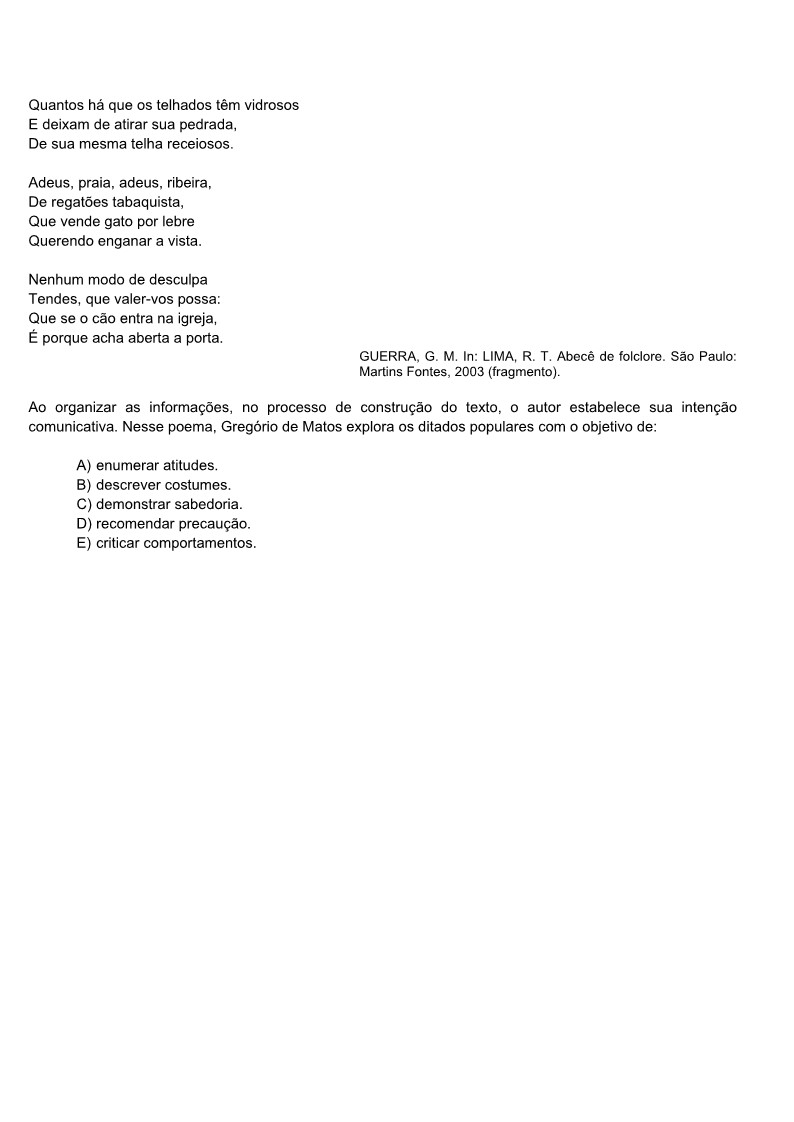 Quantos há que os telhados têm vidrosos
E deixam de atirar sua pedrada,
De sua mesma telha receiosos.
Adeus, praia, adeus, ribeira,
De regatões tabaquista,
Que vende gato por lebre
Querendo enganar a vista.
Nenhum modo de desculpa
Tendes, que valer-vos possa:
Que se o cão entra na igreja,
É porque acha aberta a porta.
GUERRA, G. M. In: LIMA, R. T. Abecê de folclore. São Paulo:
Martins Fontes, 2003 (fragmento).
Ao organizar as informações, no processo de construção do texto, o autor estabelece sua intenção
comunicativa. Nesse poema, Gregório de Matos explora os ditados populares com o objetivo de:
A) enumerar atitudes.
B) descrever costumes.
C) demonstrar sabedoria.
D) recomendar precaução.
E) criticar comportamentos.